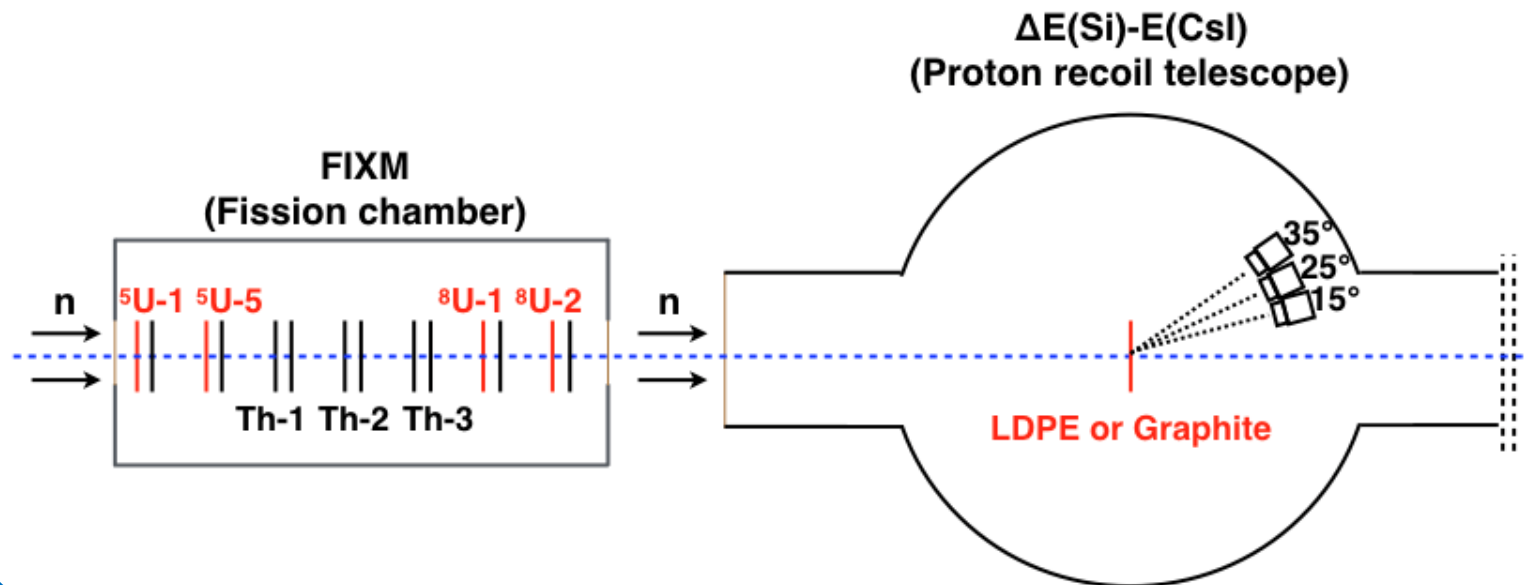 ΔE(Si)-E(CsI)
(Proton recoil telescope)
FIXM
(Fission chamber)
n
⁵U-1 ⁵U-5
⁸U-1 ⁸U-2
n
35°
25°
15°
Th-1 Th-2 Th-3
LDPE or Graphite